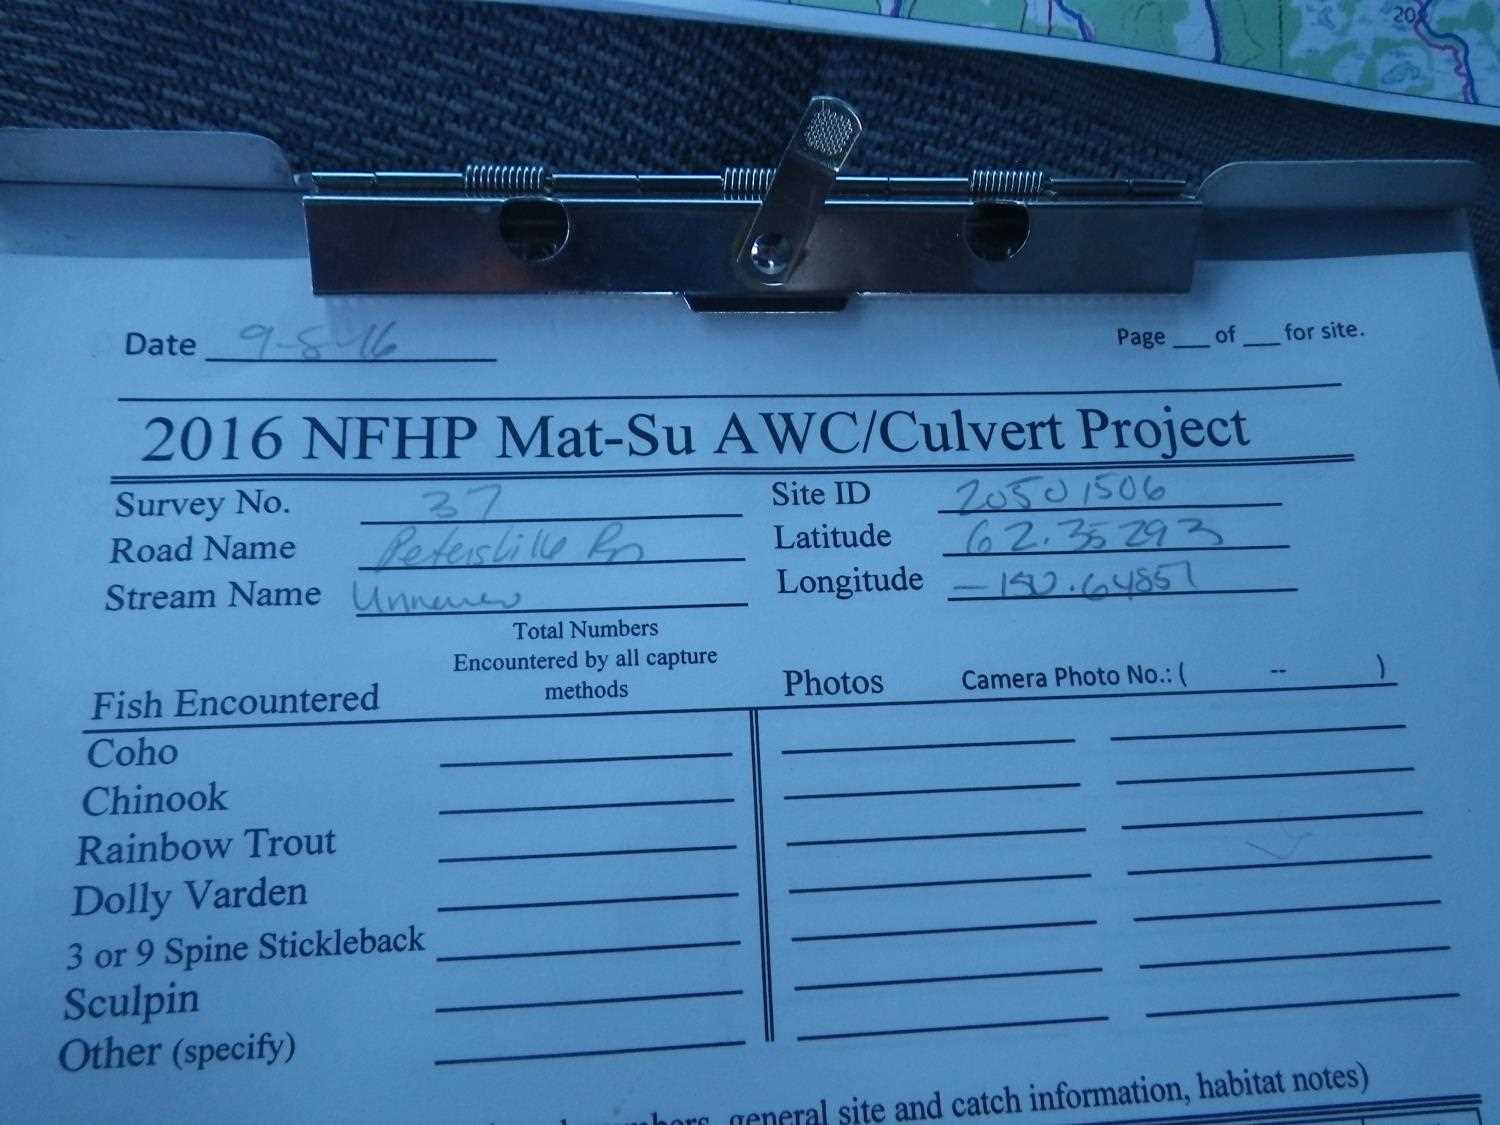 20
Date 9-8-16 Page ___ of ___ for site.
2016 NFHP Mat-Su AWC/Culvert Project
Survey No. 37 Site ID 20501506
Road Name Petersville Rd Latitude 62.35293
Stream Name Unnamed Longitude -150.64857
Total Numbers
Encountered by all capture
methods
Fish Encountered Photos Camera Photo No.: ( -- )
Coho
Chinook
Rainbow Trout
Dolly Varden
3 or 9 Spine Stickleback
Sculpin
Other (specify)
general site and catch information, habitat notes)